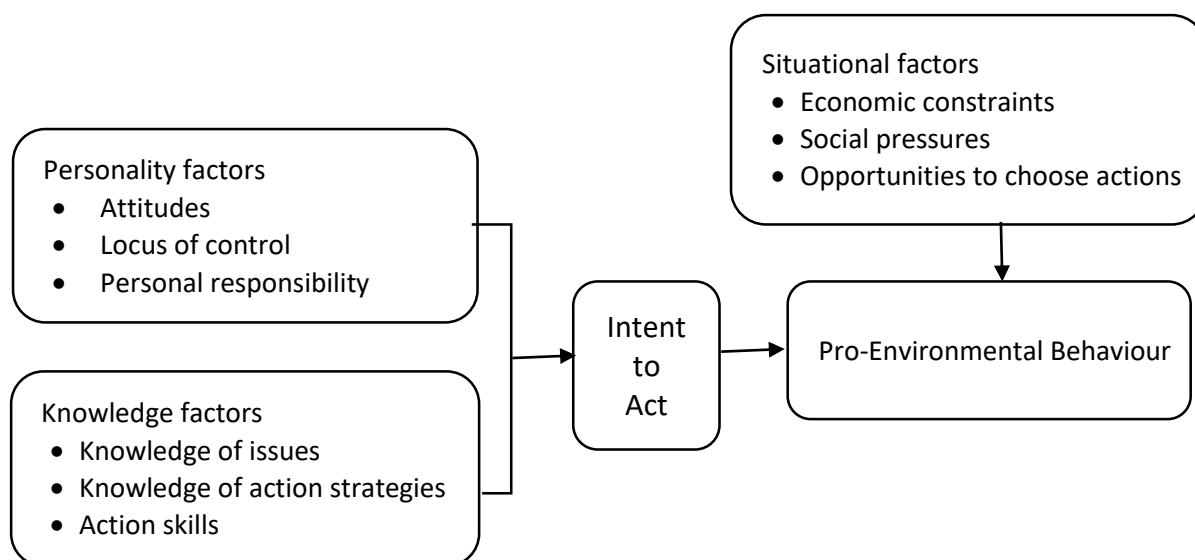 Situational factors
• Economic constraints
• Social pressures
• Opportunities to choose actions
Personality factors
• Attitudes
• Locus of control
• Personal responsibility
Intent
to
Act
Pro-Environmental Behaviour
Knowledge factors
• Knowledge of issues
• Knowledge of action strategies
• Action skills